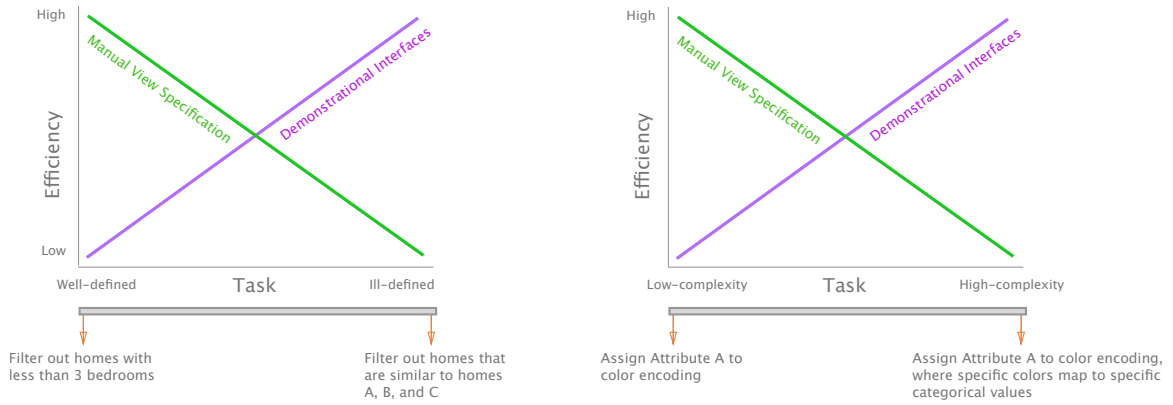 High
Manual View Specification
Demonstrational Interfaces
Efficiency
Low
Well-defined
Task
Ill-defined
Filter out homes with
less than 3 bedrooms
Filter out homes that
are similar to homes
A, B, and C
High
Manual View Specification
Demonstrational Interfaces
Efficiency
Low-complexity
Task
High-complexity
Assign Attribute A to
color encoding
Assign Attribute A to color encoding,
where specific colors map to specific
categorical values